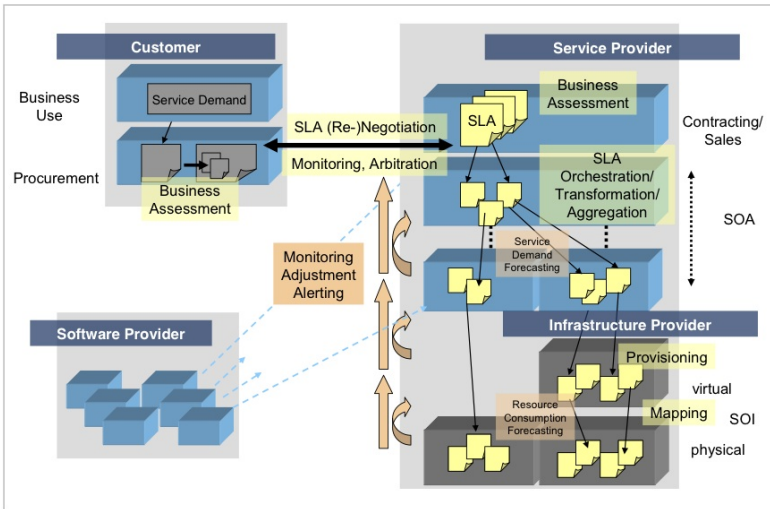 Customer
Service Provider
Business
Use
Service Demand
Procurement
Business
Assessment
SLA (Re-)Negotiation
Monitoring, Arbitration
SLA
Business
Assessment
Contracting/
Sales
SLA
Orchestration/
Transformation/
Aggregation
SOA
Service
Demand
Forecasting
Monitoring
Adjustment
Alerting
Software Provider
Infrastructure Provider
Provisioning
virtual
Mapping
SOI
physical
Resource
Consumption
Forecasting